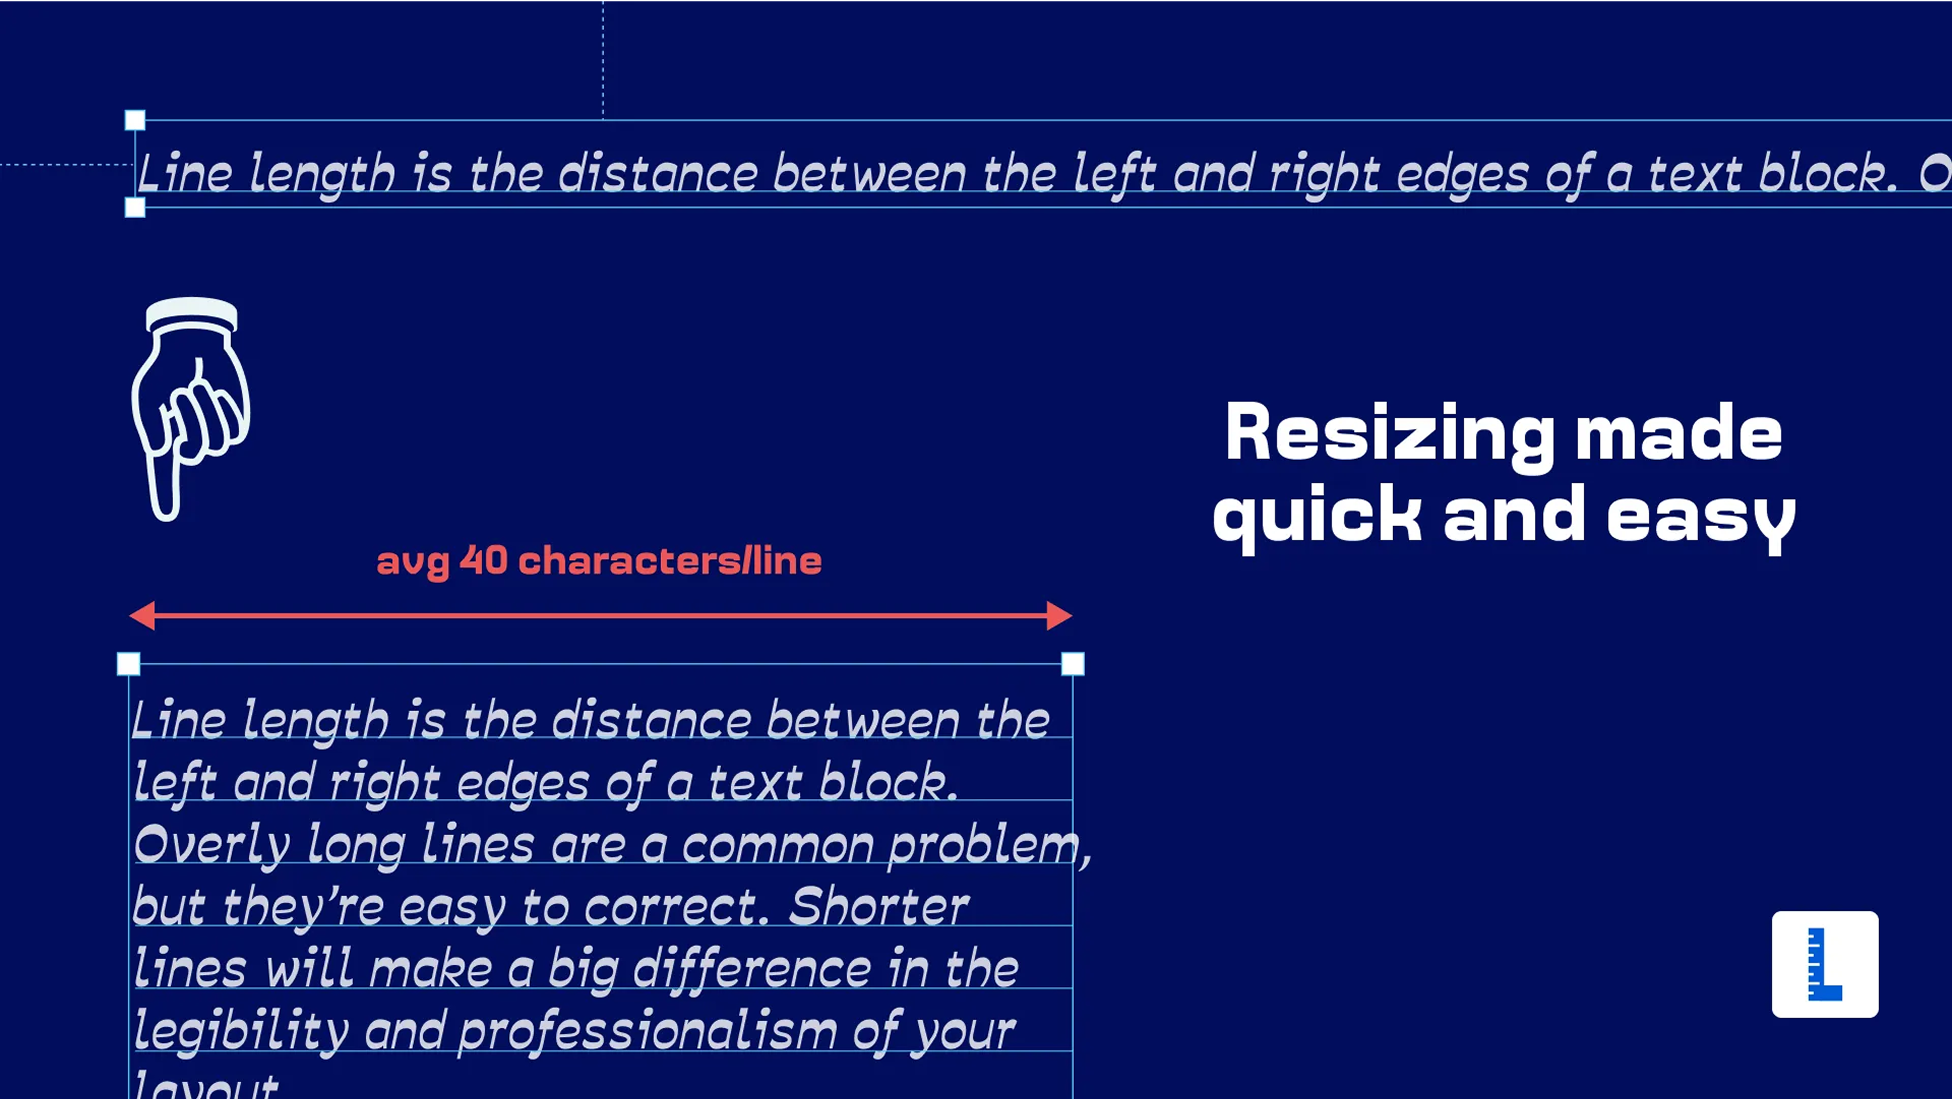 Line length is the distance between the left and right edges of a text block. O
Resizing made
quick and easy
avg 40 characters/line
Line length is the distance between the
left and right edges of a text block.
Overly long lines are a common problem,
but they’re easy to correct. Shorter
lines will make a big difference in the
legibility and professionalism of your
layout
L